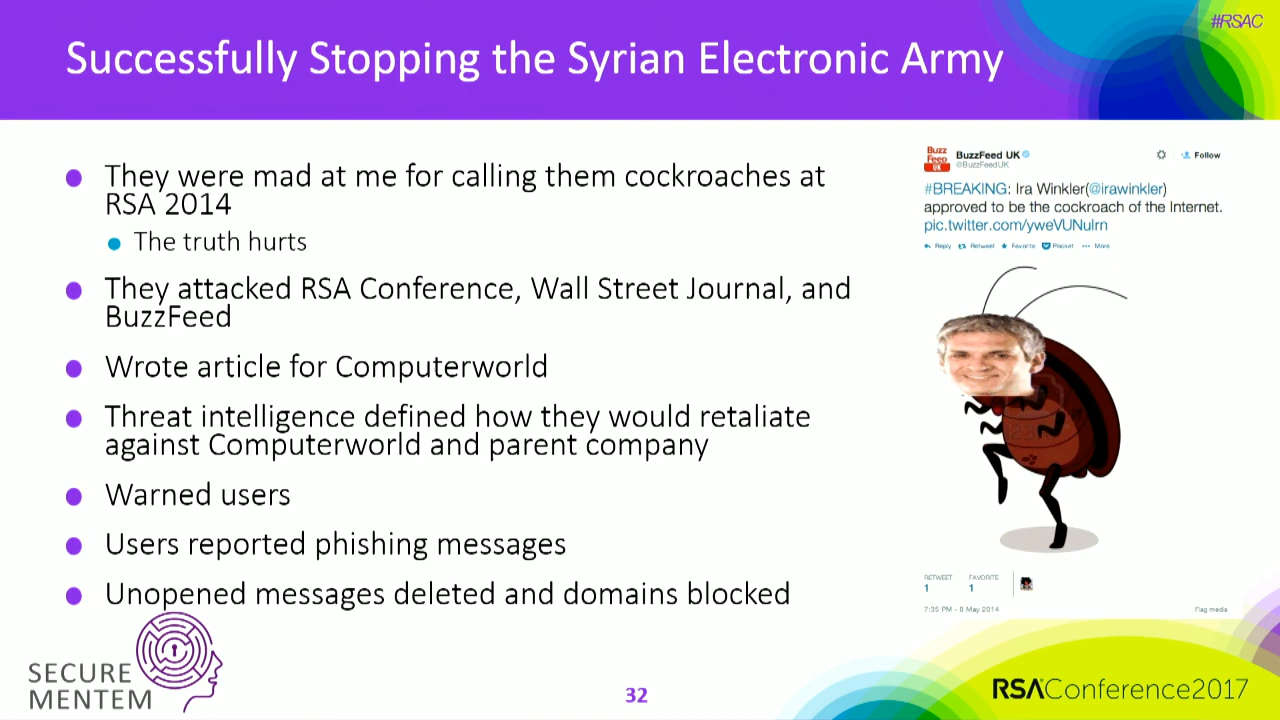 #RSAC
Successfully Stopping the Syrian Electronic Army
They were mad at me for calling them cockroaches at
RSA 2014
The truth hurts
They attacked RSA Conference, Wall Street Journal, and
BuzzFeed
Wrote article for Computerworld
Threat intelligence defined how they would retaliate
against Computerworld and parent company
Warned users
Users reported phishing messages
Unopened messages deleted and domains blocked
Buzz
Feed
UK
BuzzFeed UK
@BuzzFeedUK
Follow
#BREAKING: Ira Winkler(@irawinkler)
approved to be the cockroach of the Internet.
pic.twitter.com/yweVUNulrn
Reply Retweet Favorite Pocket More
RETWEET FAVORITE
1 1
7:35 PM - 8 May 2014
Flag media
SECURE
MENTEM
32
RSAConference2017